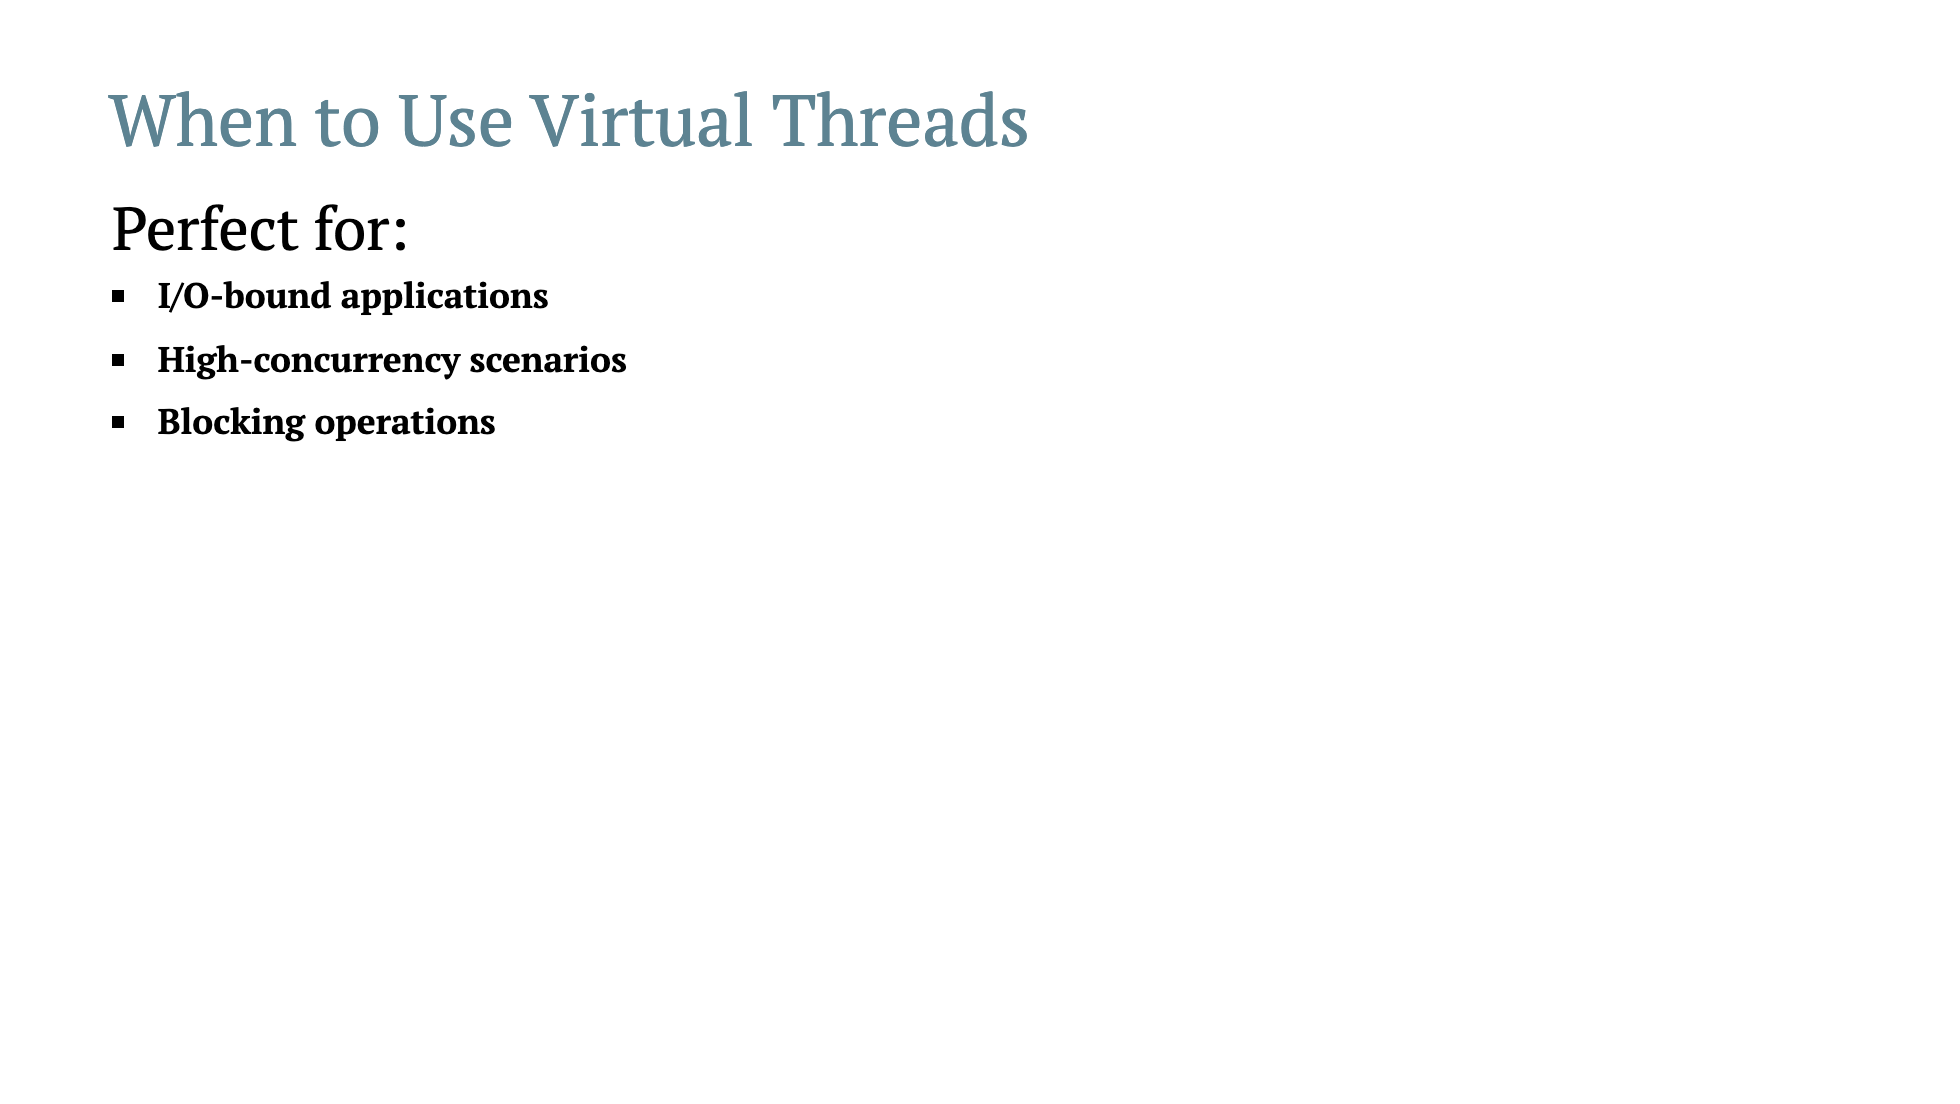 When to Use Virtual Threads
Perfect for:
▪ I/O-bound applications
▪ High-concurrency scenarios
▪ Blocking operations